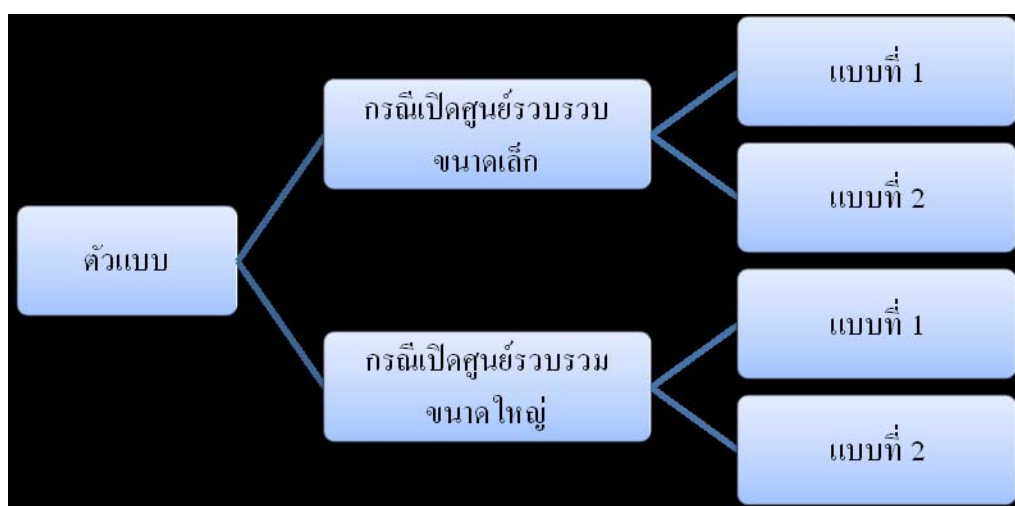 แบบที่ 1
กรณีเปิดศูนย์รวบรวบ
ขนาดเล็ก
แบบที่ 2
ตัวแบบ
แบบที่ 1
กรณีเปิดศูนย์รวบรวม
ขนาดใหญ่
แบบที่ 2